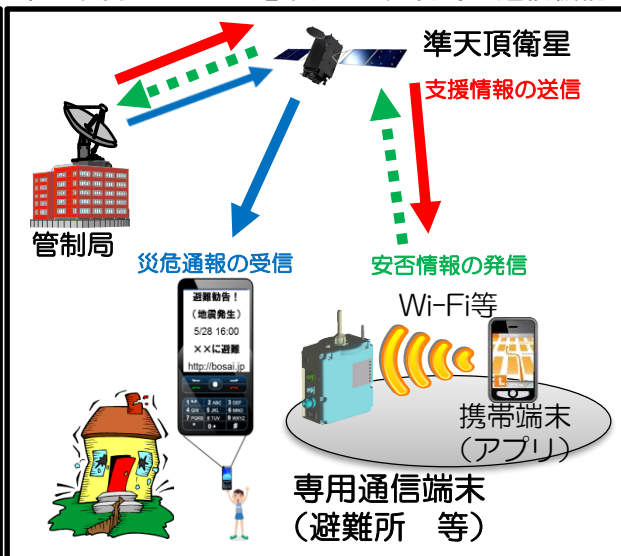 準天頂衛星
支援情報の送信
管制局
災危通報の受信
安否情報の発信
避難勧告！
（地震発生）
5/28 16:00
××に避難
http://bosai.jp
Wi-Fi等
携帯端末
（アプリ）
専用通信端末
（避難所　等）